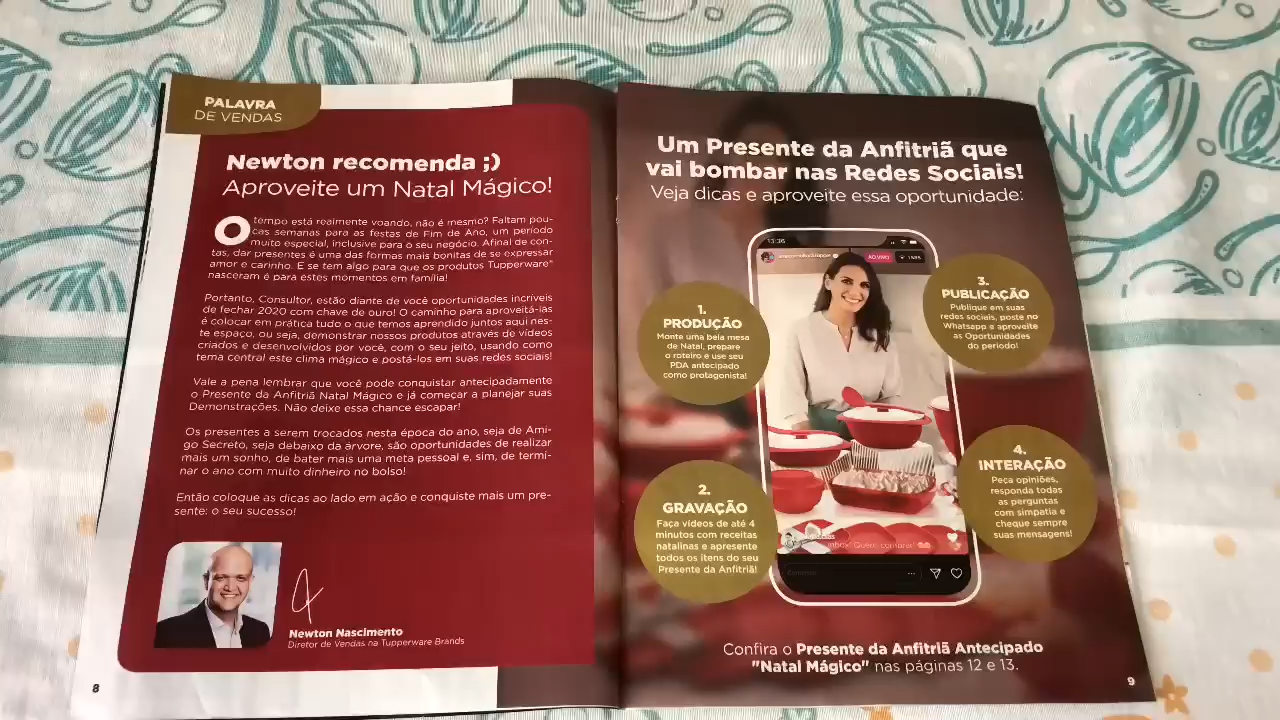 PALAVRA
DE VENDAS
Newton recomenda ;)
Aproveite um Natal Mágico!
O tempo está realmente voando, não é mesmo? Faltam pou-
cas semanas para as festas de Fim de Ano, um período
muito especial, inclusive para o seu negócio. Afinal de con-
tas, dar presentes é uma das formas mais bonitas de se expressar
amor e carinho. E se tem algo para que os produtos Tupperware®
nasceram é para estes momentos em família!
Portanto, Consultor, estão diante de você oportunidades incríveis
de fechar 2020 com chave de ouro! O caminho para aproveitá-las
é colocar em prática tudo o que temos aprendido juntos aqui nes-
te espaço, ou seja, demonstrar nossos produtos através de vídeos
criados e desenvolvidos por você, com o seu jeito, usando como
tema central este clima mágico e postá-los em suas redes sociais!
Vale a pena lembrar que você pode conquistar antecipadamente
o Presente da Anfitriã Natal Mágico e já começar a planejar suas
Demonstrações. Não deixe essa chance escapar!
Os presentes a serem trocados nesta época do ano, seja de Ami-
go Secreto, seja debaixo da árvore, são oportunidades de realizar
mais um sonho, de bater mais uma meta pessoal e, sim, de termi-
nar o ano com muito dinheiro no bolso!
Então coloque as dicas ao lado em ação e conquiste mais um pre-
sente: o seu sucesso!
Newton Nascimento
Diretor de Vendas na Tupperware Brands
8
Um Presente da Anfitriã que
vai bombar nas Redes Sociais!
Veja dicas e aproveite essa oportunidade:
13:36
AO VIVO
1.
PRODUÇÃO
Monte uma bela mesa
de Natal, prepare
o roteiro e use seu
PDA antecipado
como protagonista!
2.
GRAVAÇÃO
Faça vídeos de até 4
minutos com receitas
natalinas e apresente
todos os itens do seu
Presente da Anfitriã!
3.
PUBLICAÇÃO
Publique em suas
redes sociais, poste no
Whatsapp e aproveite
as Oportunidades
do período!
4.
INTERAÇÃO
Peça opiniões,
responda todas
as perguntas
com simpatia e
cheque sempre
suas mensagens!
Quero comprar!
Confira o Presente da Anfitriã Antecipado
"Natal Mágico" nas páginas 12 e 13.
9